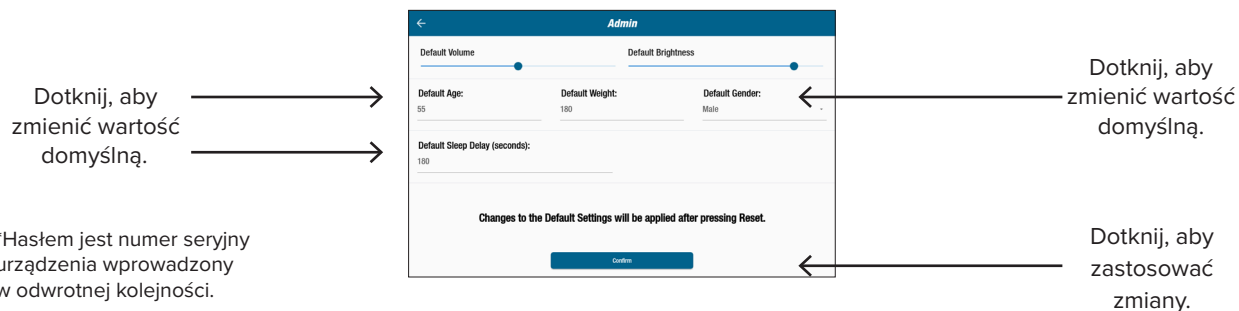 Admin
Default Volume
Default Brightness
Default Age:
Default Weight:
Default Gender:
55
180
Male
Default Sleep Delay (seconds):
180
Changes to the Default Settings will be applied after pressing Reset.
Confirm
Dotknij, aby
zmienić wartość
domyślną.
*Hasłem jest numer seryjny
urządzenia wprowadzony
w odwrotnej kolejności.
Dotknij, aby
zmienić wartość
domyślną.
Dotknij, aby
zastosować
zmiany.